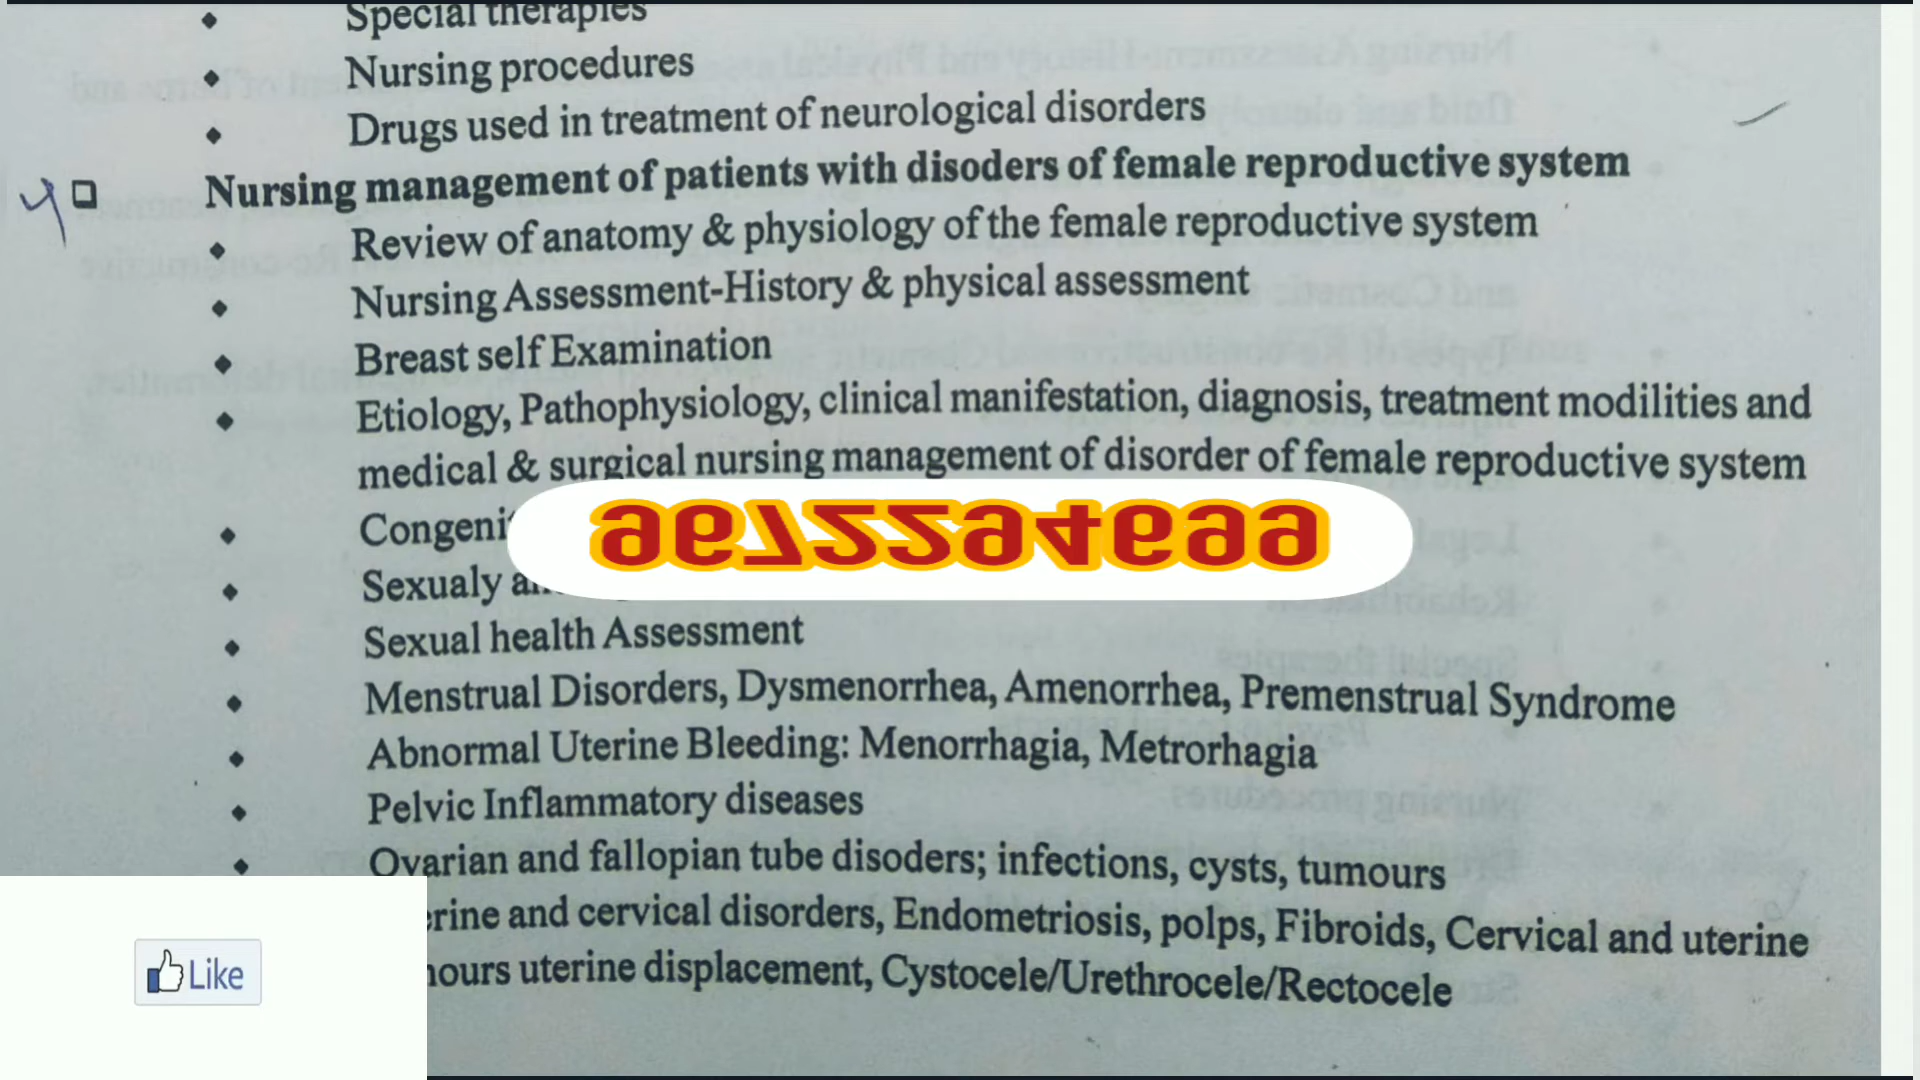 Special therapies
Nursing procedures
Drugs used in treatment of neurological disorders
Nursing management of patients with disoders of female reproductive system
Review of anatomy & physiology of the female reproductive system
Nursing Assessment-History & physical assessment
Breast self Examination
Etiology, Pathophysiology, clinical manifestation, diagnosis, treatment modilities and
medical & surgical nursing management of disorder of female reproductive system
9672294699
Sexualy
Sexual health Assessment
Menstrual Disorders, Dysmenorrhea, Amenorrhea, Premenstrual Syndrome
Abnormal Uterine Bleeding: Menorrhagia, Metrorhagia
Pelvic Inflammatory diseases
Ovarian and fallopian tube disoders; infections, cysts, tumours
and cervical disorders, Endometriosis, polps, Fibroids, Cervical and uterine
uterine displacement, Cystocele/Urethrocele/Rectocele
Like